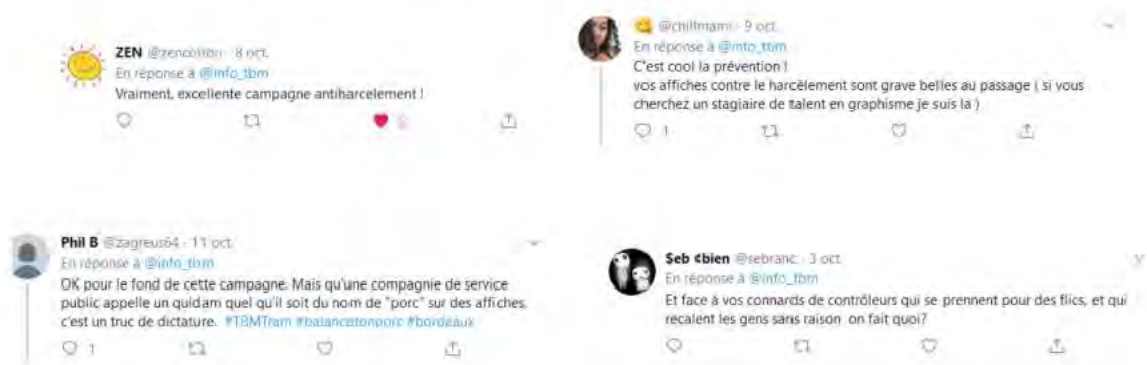 ZEN @zencotton · 8 oct.
En réponse à @info_tbm
Vraiment, excellente campagne antiharcelement !
@chillmami · 9 oct.
En réponse à @info_tbm
C'est cool la prévention !
vos affiches contre le harcèlement sont grave belles au passage ( si vous
cherchez un stagiaire de talent en graphisme je suis la )
1
Phil B @zagreus64 · 11 oct.
En réponse à @info_tbm
OK pour le fond de cette campagne. Mais qu'une compagnie de service
public appelle un quidam quel qu'il soit du nom de "porc" sur des affiches,
c'est un truc de dictature. #TBMTram #balancetonporc #bordeaux
1
$eb ¢bien @sebranc · 3 oct.
En réponse à @info_tbm
Et face à vos connards de contrôleurs qui se prennent pour des flics, et qui
recalent les gens sans raison on fait quoi?